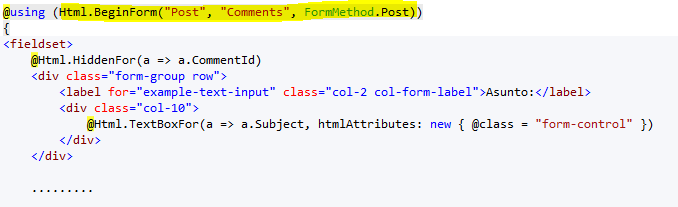 @using (Html.BeginForm("Post", "Comments", FormMethod.Post))
{
<fieldset>
@Html.HiddenFor(a => a.CommentId)
<div class="form-group row">
<label for="example-text-input" class="col-2 col-form-label">Asunto:</label>
<div class="col-10">
@Html.TextBoxFor(a => a.Subject, htmlAttributes: new { @class = "form-control" })
</div>
</div>
.........